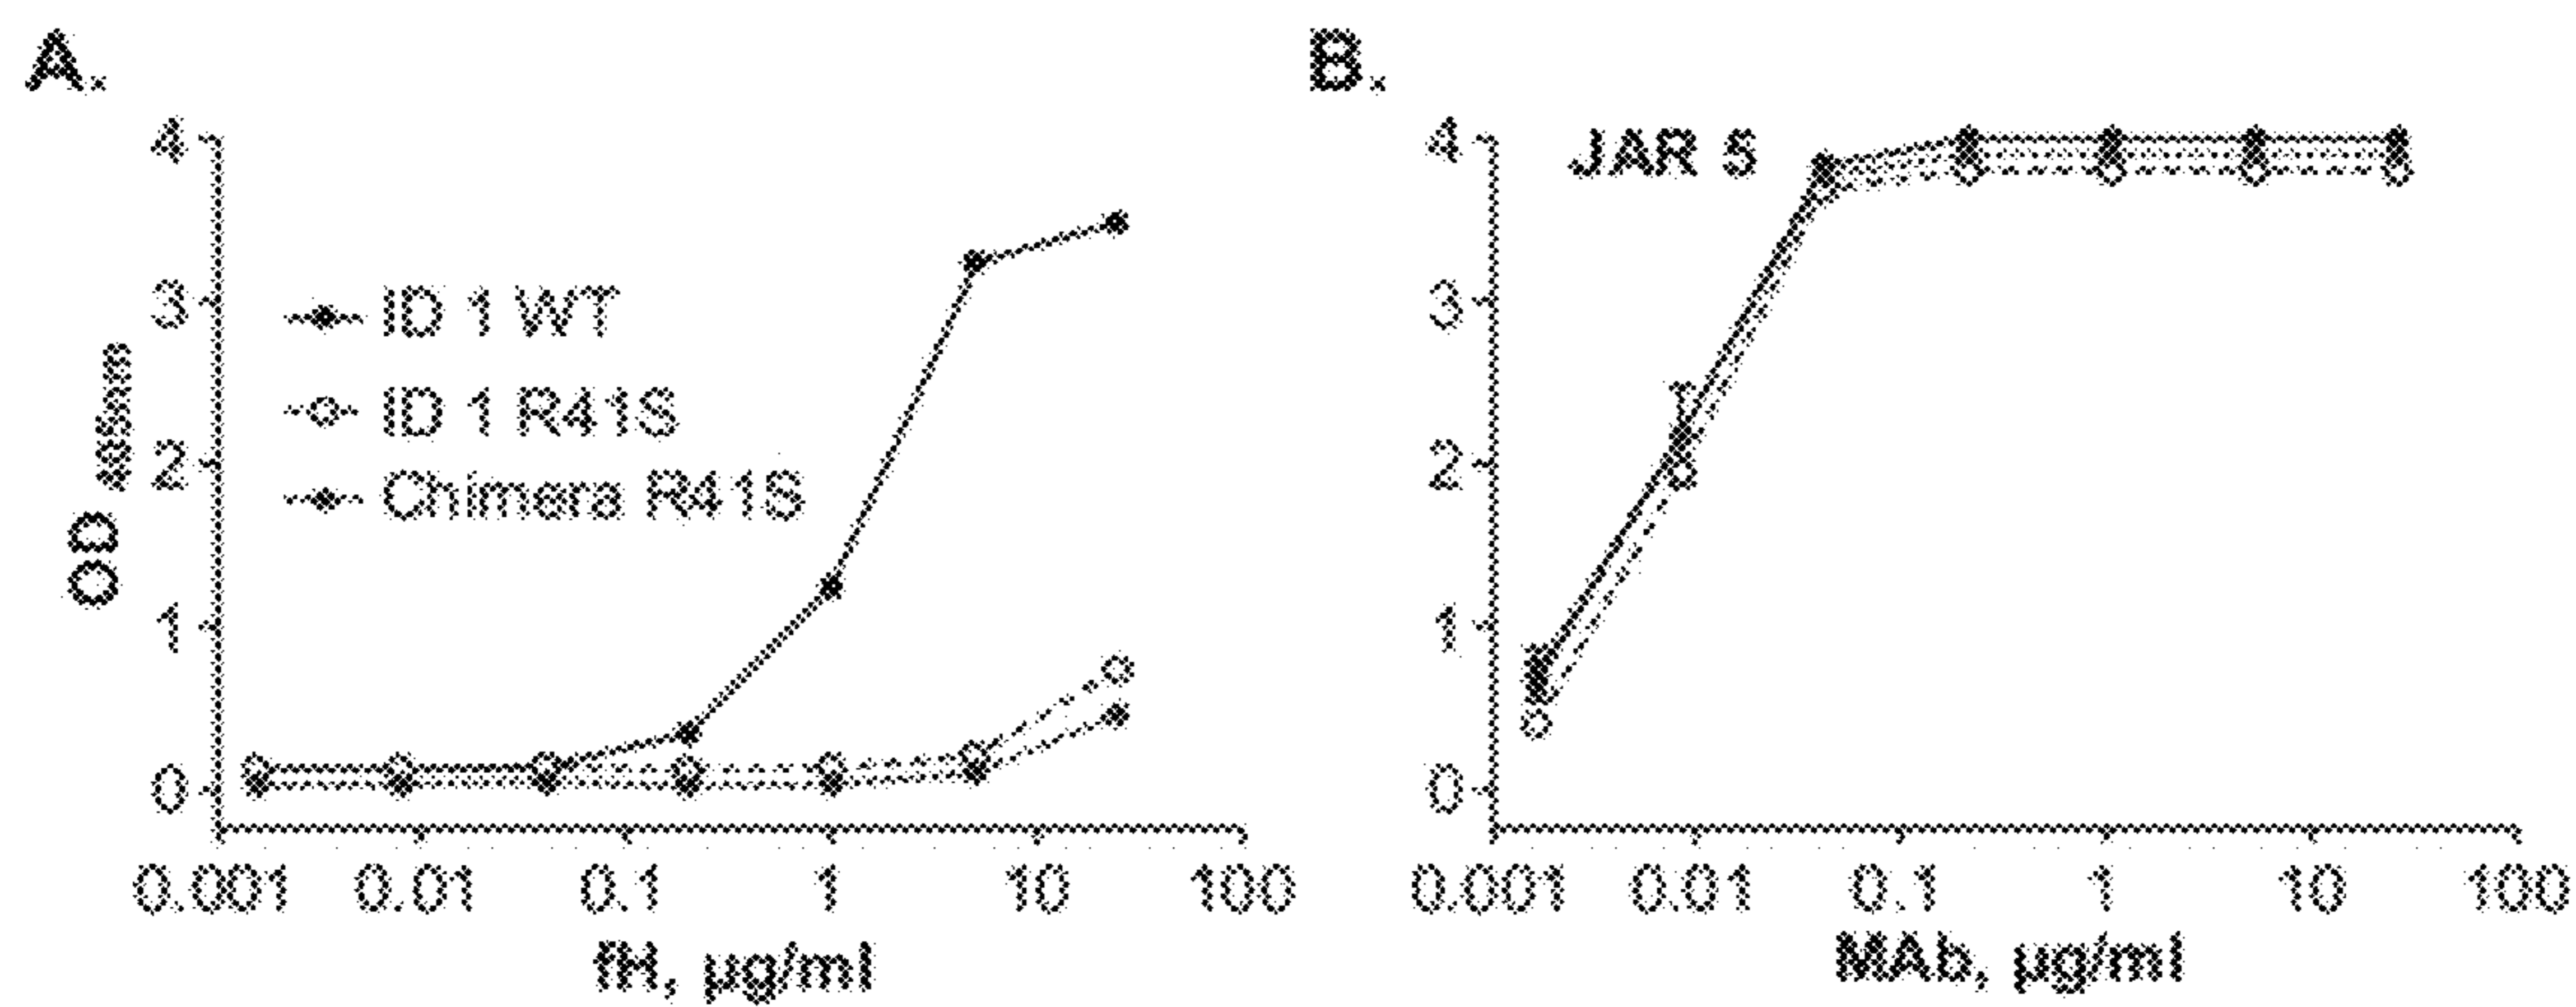 A.
4
3
2
1
0
OD 405nm
ID 1 WT
ID 1 R41S
Chimera R41S
0.001 0.01 0.1 1 10 100
fH, µg/ml
B.
JAR 5
4
3
2
1
0
0.001 0.01 0.1 1 10 100
MAb, µg/ml